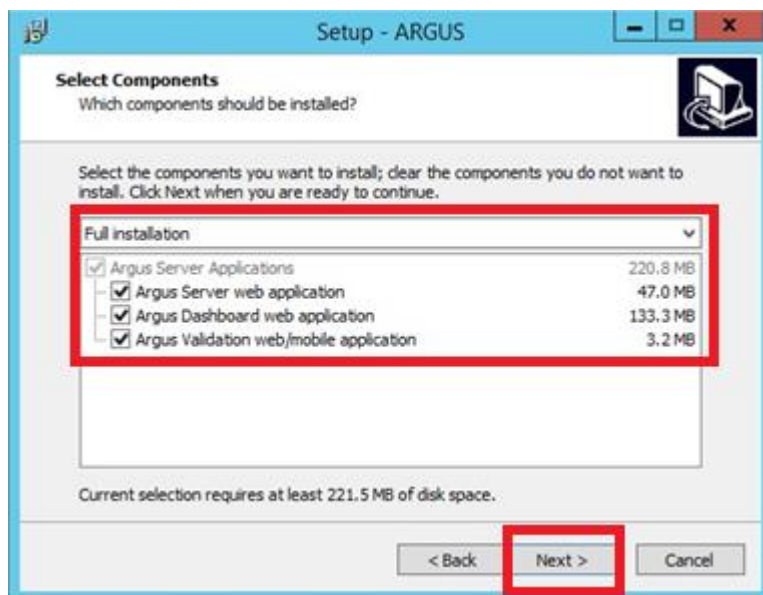 Setup - ARGUS
Select Components
Which components should be installed?
Select the components you want to install; clear the components you do not want to
install. Click Next when you are ready to continue.
Full installation
Argus Server Applications 220.8 MB
Argus Server web application 47.0 MB
Argus Dashboard web application 133.3 MB
Argus Validation web/mobile application 3.2 MB
Current selection requires at least 221.5 MB of disk space.
< Back Next > Cancel